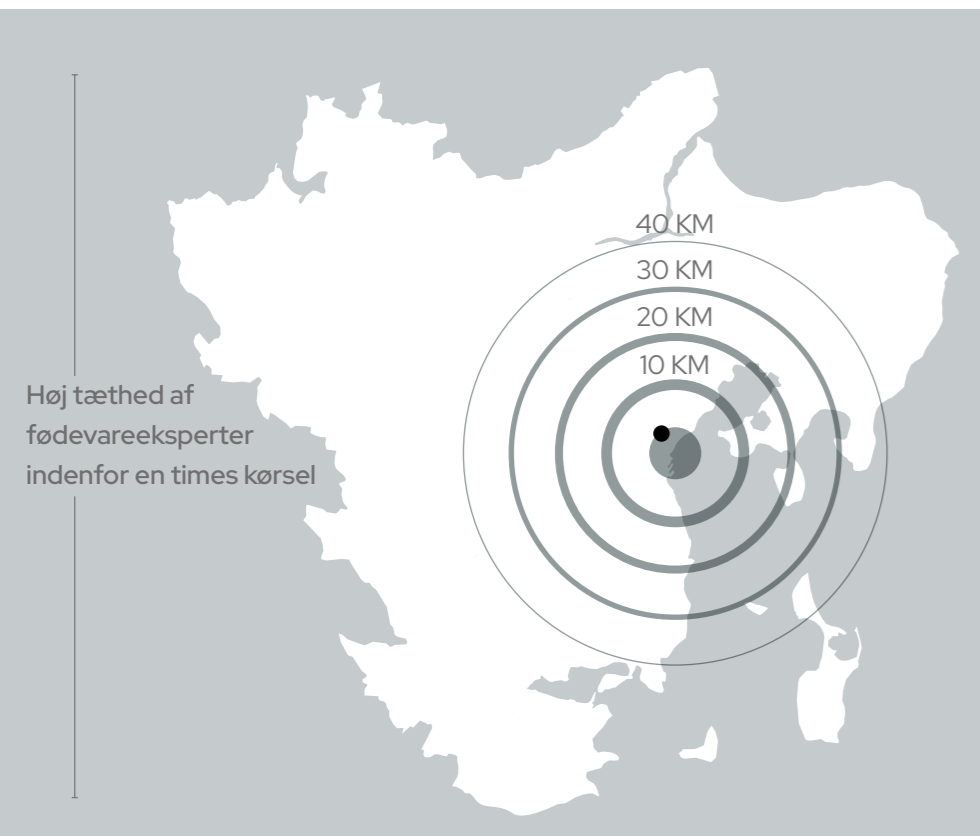 40 KM
30 KM
20 KM
10 KM
Høj tæthed af
fødevareeksperter
indenfor en times kørsel